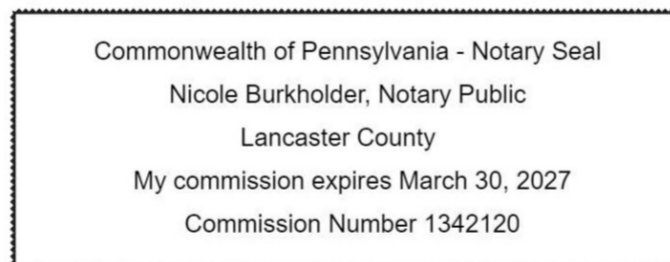 Commonwealth of Pennsylvania - Notary Seal
Nicole Burkholder, Notary Public
Lancaster County
My commission expires March 30, 2027
Commission Number 1342120